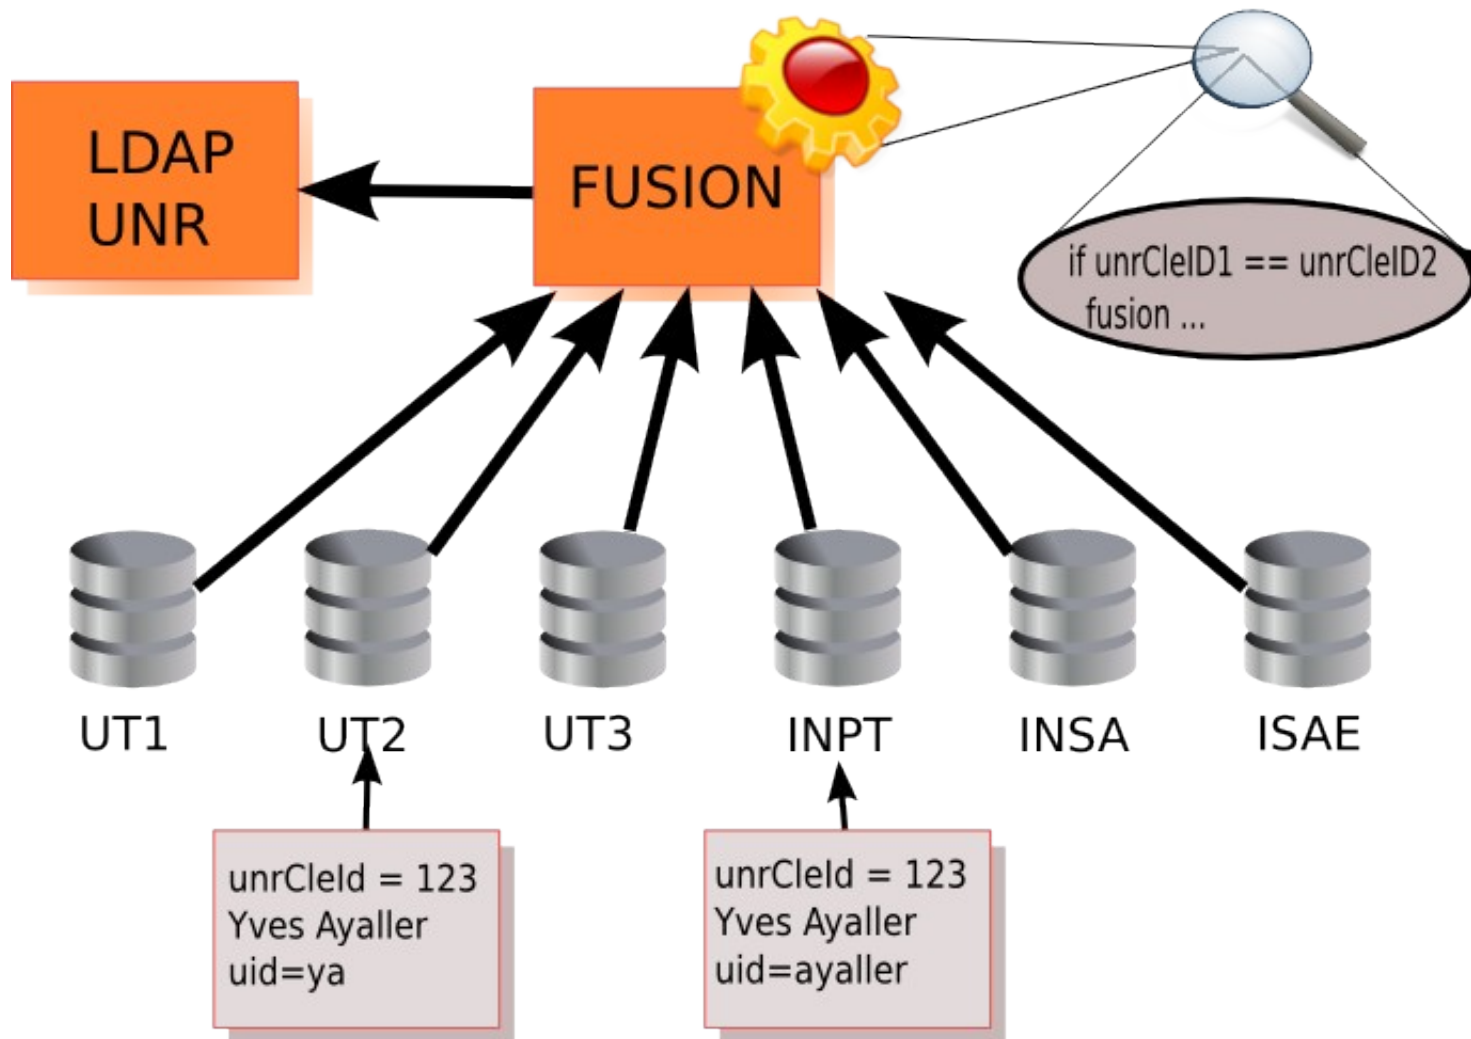 LDAP
UNR
FUSION
if unrCleID1 == unrCleID2
fusion ...
UT1
UT2
UT3
INPT
INSA
ISAE
unrCleId = 123
Yves Ayaller
uid=ya
unrCleId = 123
Yves Ayaller
uid=ayaller